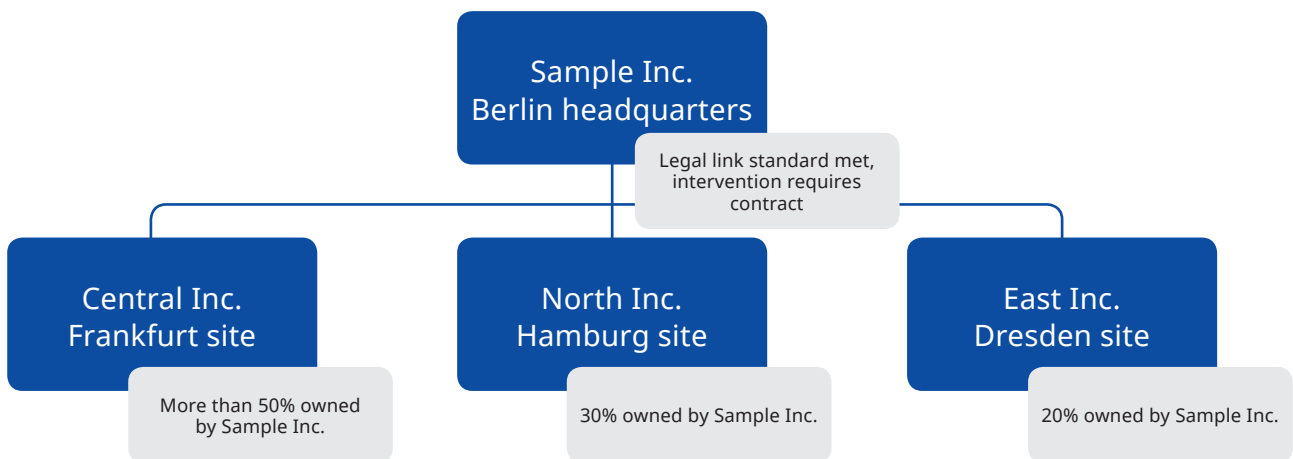 Sample Inc.
Berlin headquarters
Legal link standard met,
intervention requires
contract
Central Inc.
Frankfurt site
More than 50% owned
by Sample Inc.
North Inc.
Hamburg site
30% owned by Sample Inc.
East Inc.
Dresden site
20% owned by Sample Inc.